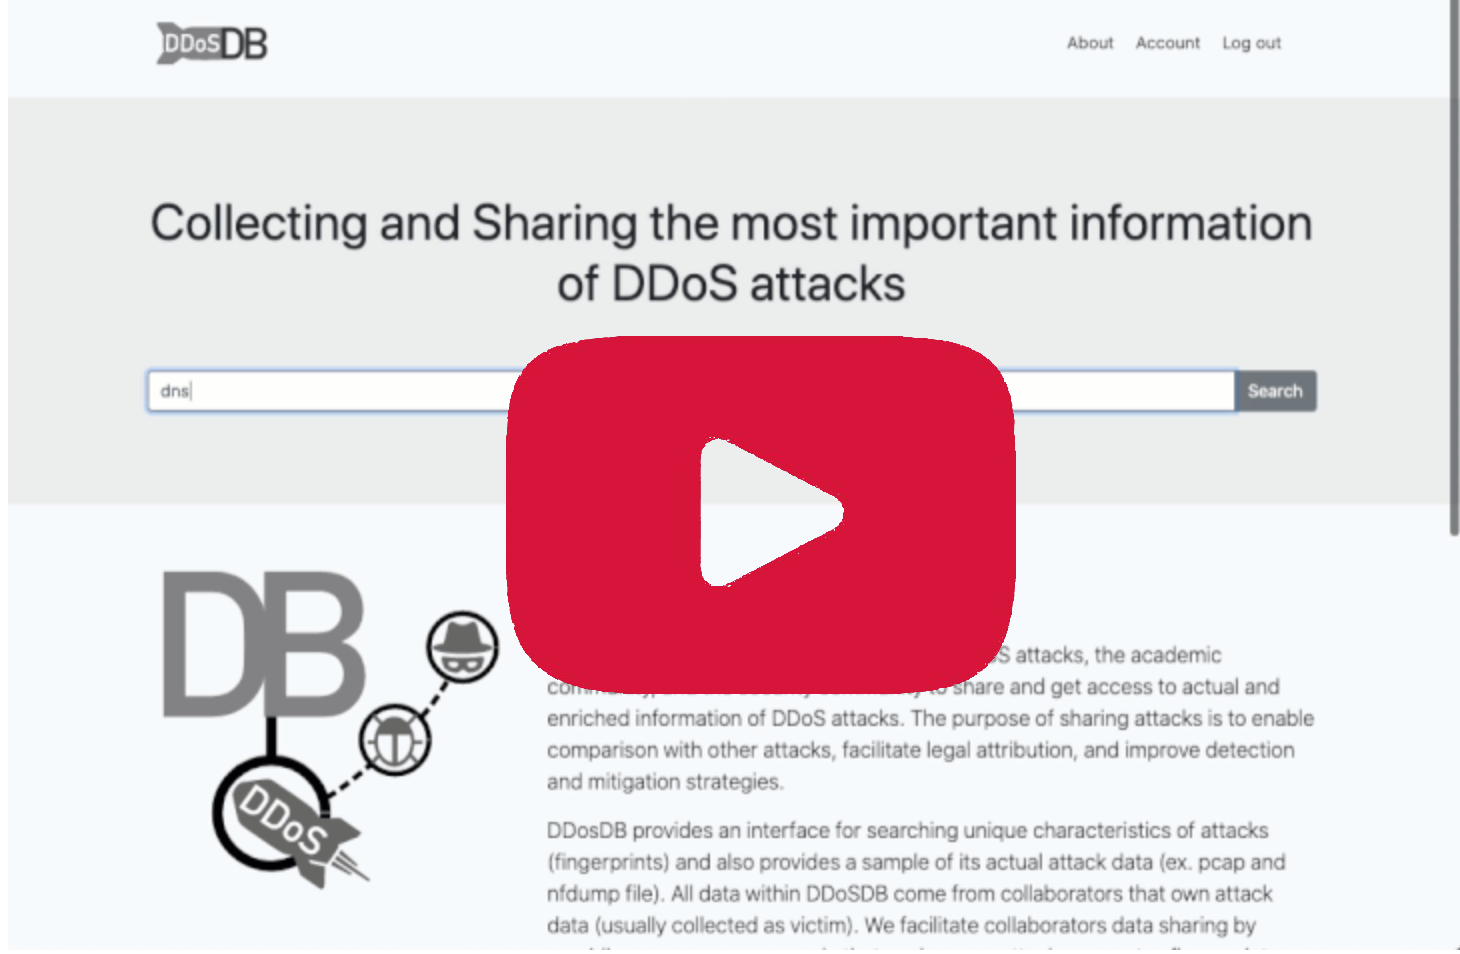 DDoSDB
About Account Log out
Collecting and Sharing the most important information
of DDoS attacks
dns
Search
DB
DDoS
attacks, the academic
share and get access to actual and
enriched information of DDoS attacks. The purpose of sharing attacks is to enable
comparison with other attacks, facilitate legal attribution, and improve detection
and mitigation strategies.
DDosDB provides an interface for searching unique characteristics of attacks
(fingerprints) and also provides a sample of its actual attack data (ex. pcap and
nfdump file). All data within DDoSDB come from collaborators that own attack
data (usually collected as victim). We facilitate collaborators data sharing by